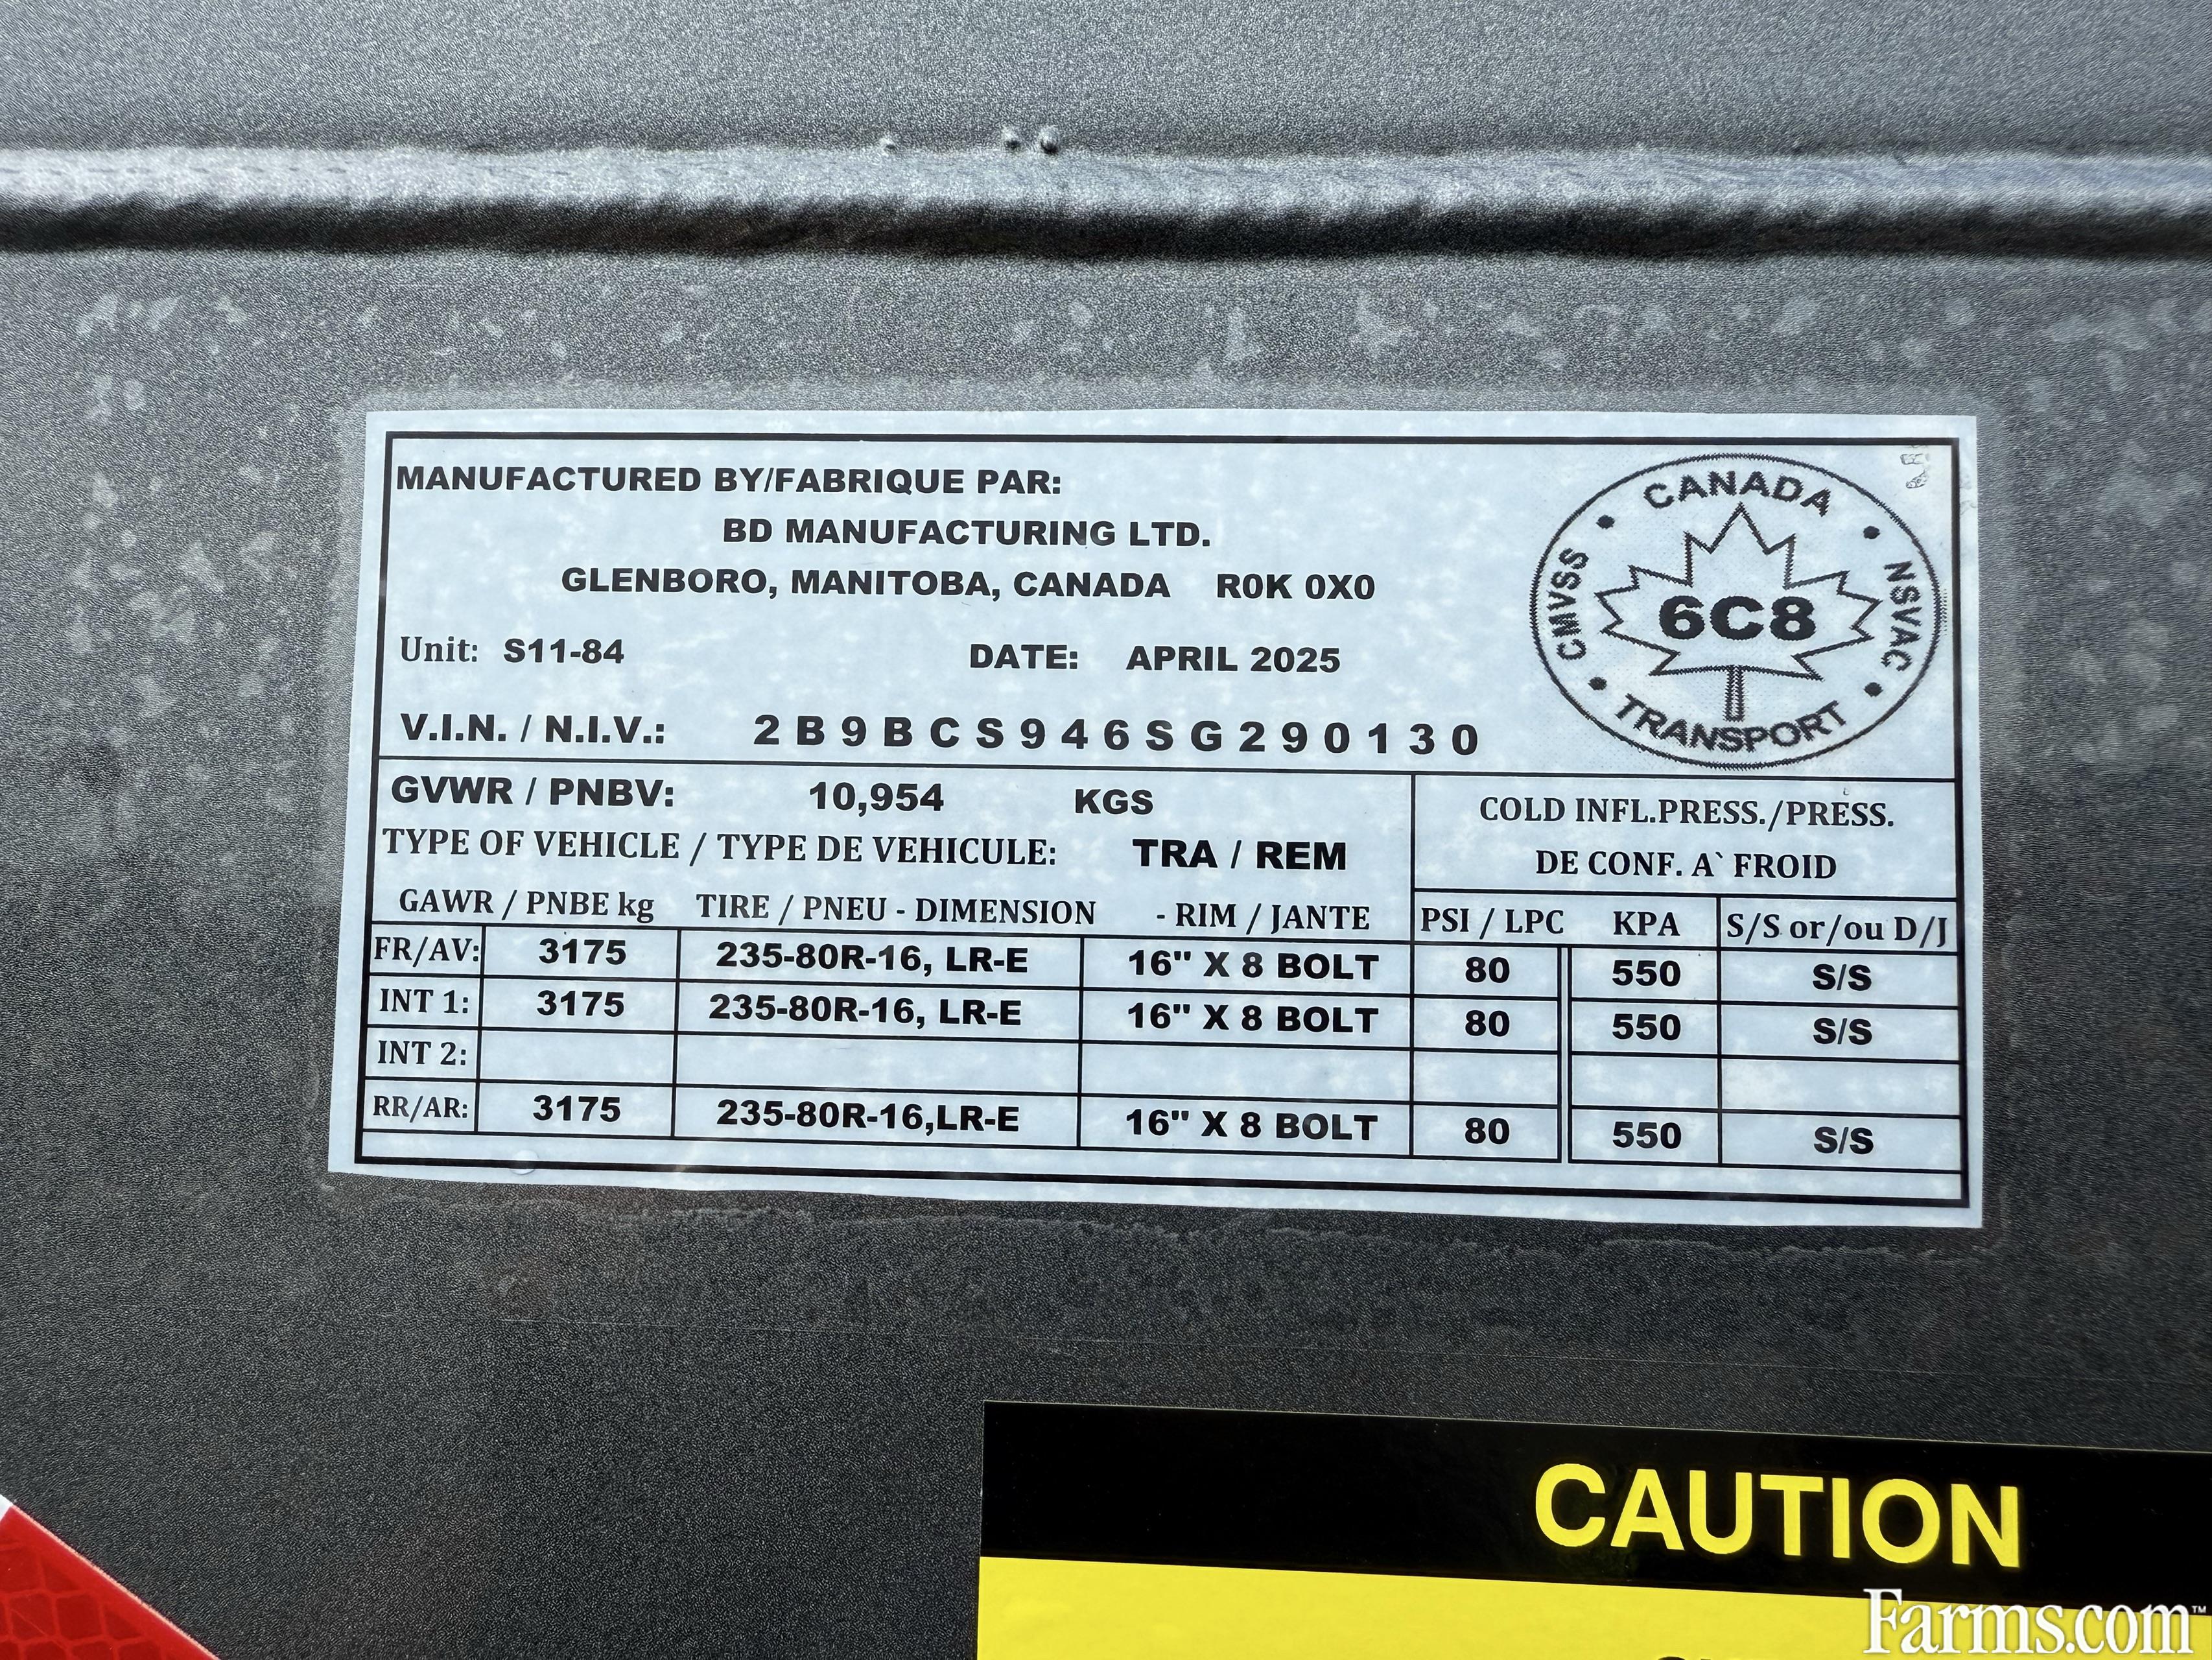 MANUFACTURED BY/FABRIQUE PAR:
BD MANUFACTURING LTD.
GLENBORO, MANITOBA, CANADA R0K 0X0
Unit: S11-84 DATE: APRIL 2025
V.I.N. / N.I.V.: 2B9BCS946SG290130
CANADA
CMVSS 6C8 NSVAC
TRANSPORT
GVWR / PNBV: 10,954 KGS
TYPE OF VEHICLE / TYPE DE VEHICULE: TRA / REM
COLD INFL.PRESS./PRESS.
DE CONF. A` FROID
GAWR / PNBE kg TIRE / PNEU - DIMENSION - RIM / JANTE PSI / LPC KPA S/S or/ou D/J
FR/AV: 3175 235-80R-16, LR-E 16" X 8 BOLT 80 550 S/S
INT 1: 3175 235-80R-16, LR-E 16" X 8 BOLT 80 550 S/S
INT 2:
RR/AR: 3175 235-80R-16,LR-E 16" X 8 BOLT 80 550 S/S
CAUTION
Farms.com™